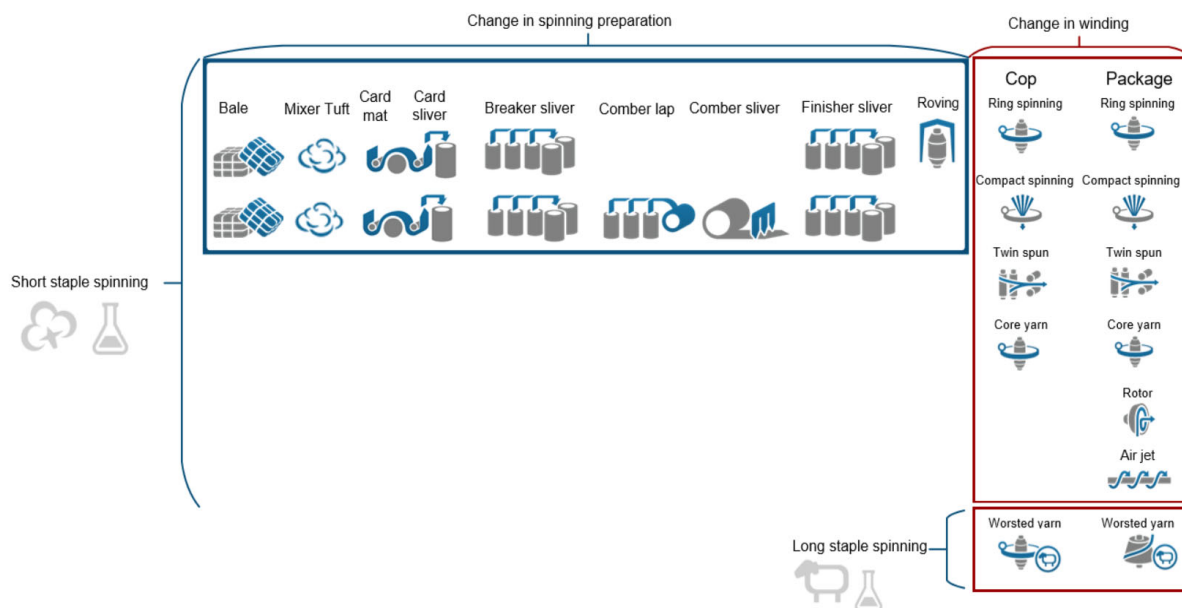 Change in spinning preparation
Change in winding
Cop
Package
Bale
Mixer Tuft
Card
mat
Card
sliver
Breaker sliver
Comber lap
Comber sliver
Finisher sliver
Roving
Ring spinning
Ring spinning
Compact spinning
Compact spinning
Twin spun
Twin spun
Short staple spinning
Core yarn
Core yarn
Rotor
Air jet
Long staple spinning
Worsted yarn
Worsted yarn